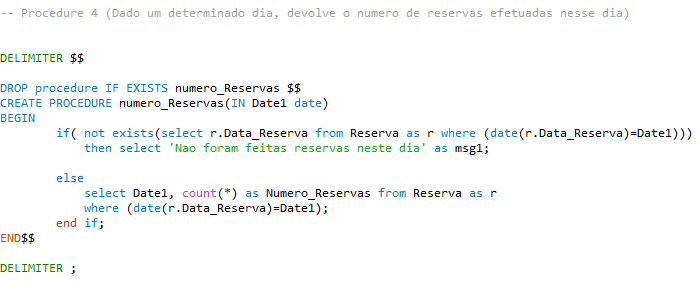 -- Procedure 4 (Dado um determinado dia, devolve o numero de reservas efetuadas nesse dia)
DELIMITER $$
DROP procedure IF EXISTS numero_Reservas $$
CREATE PROCEDURE numero_Reservas(IN Date1 date)
BEGIN
if( not exists(select r.Data_Reserva from Reserva as r where (date(r.Data_Reserva)=Date1)))
then select 'Nao foram feitas reservas neste dia' as msg1;
else
select Date1, count(*) as Numero_Reservas from Reserva as r
where (date(r.Data_Reserva)=Date1);
end if;
END$$
DELIMITER ;